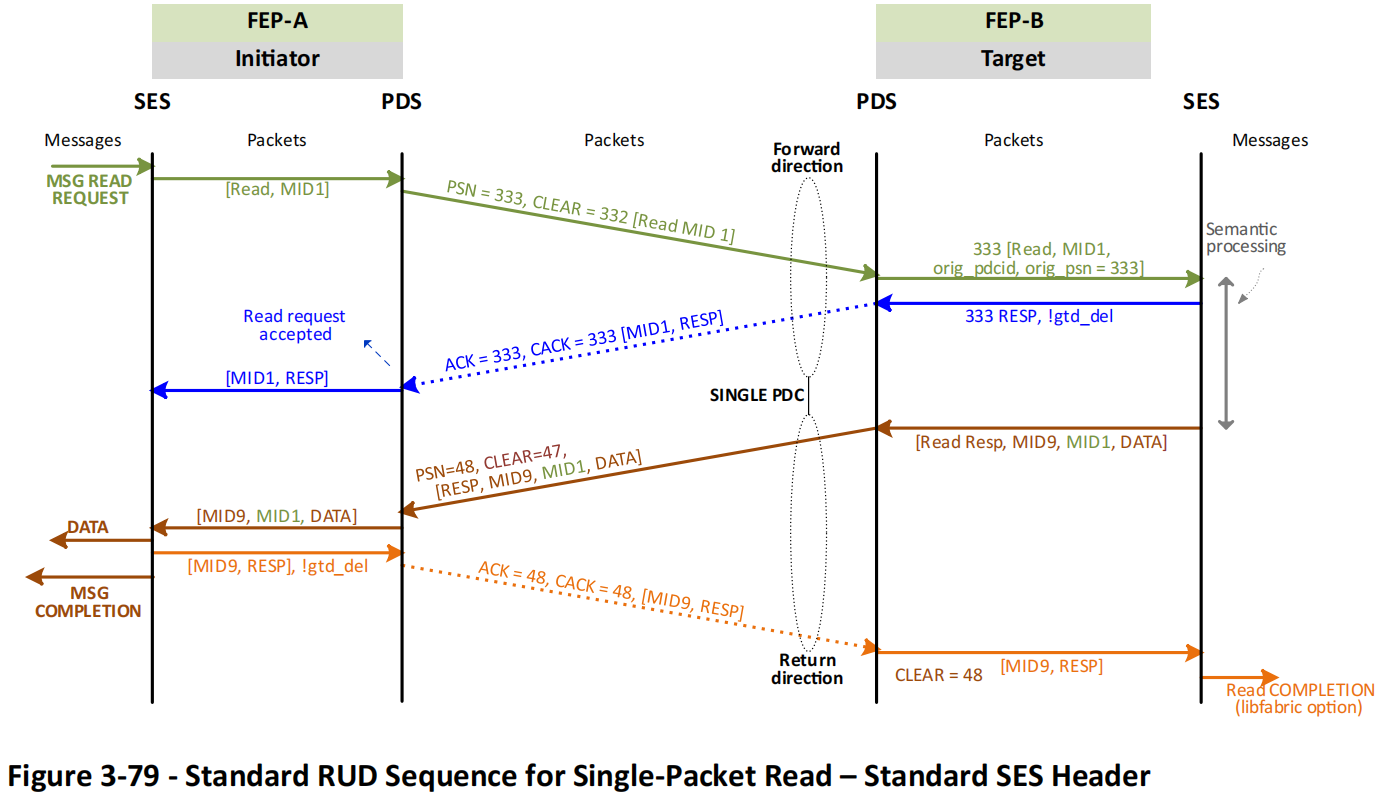 FEP-A
FEP-B
Initiator
Target
SES
PDS
PDS
SES
Messages
Packets
Packets
Packets
Messages
Forward
direction
MSG READ
REQUEST
[Read, MID1]
PSN = 333, CLEAR = 332 [Read MID 1]
333 [Read, MID1,
orig_pdcid, orig_psn = 333]
Semantic
processing
333 RESP, !gtd_del
Read request
accepted
ACK = 333, CACK = 333 [MID1, RESP]
[MID1, RESP]
SINGLE PDC
[Read Resp, MID9, MID1, DATA]
PSN=48, CLEAR=47,
[RESP, MID9, MID1, DATA]
[MID9, MID1, DATA]
DATA
[MID9, RESP], !gtd_del
ACK = 48, CACK = 48, [MID9, RESP]
MSG
COMPLETION
Return
direction
CLEAR = 48
[MID9, RESP]
Read COMPLETION
(libfabric option)
Figure 3-79 - Standard RUD Sequence for Single-Packet Read – Standard SES Header